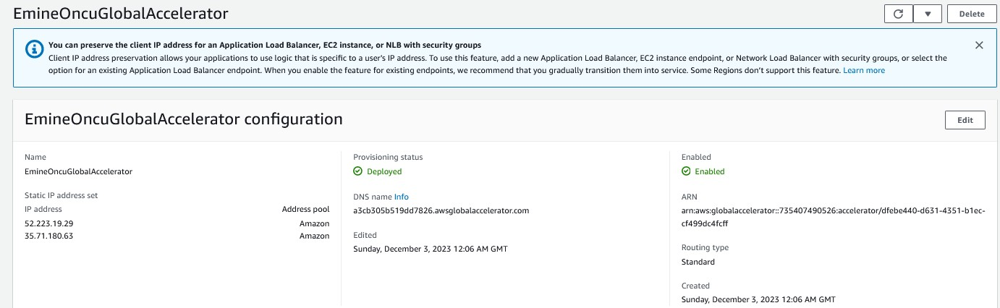 EmineOncuGlobalAccelerator
Delete
You can preserve the client IP address for an Application Load Balancer, EC2 instance, or NLB with security groups
Client IP address preservation allows your applications to use logic that is specific to a user's IP address. To use this feature, add a new Application Load Balancer, EC2 instance endpoint, or Network Load Balancer with security groups, or select the
option for an existing Application Load Balancer endpoint. When you enable the feature for existing endpoints, we recommend that you gradually transition them into service. Some Regions don't support this feature. Learn more
EmineOncuGlobalAccelerator configuration
Edit
Name
EmineOncuGlobalAccelerator
Static IP address set
IP address Address pool
52.223.19.29 Amazon
35.71.180.63 Amazon
Provisioning status
Deployed
DNS name Info
a3cb305b519dd7826.awsglobalaccelerator.com
Edited
Sunday, December 3, 2023 12:06 AM GMT
Enabled
Enabled
ARN
arn:aws:globalaccelerator::735407490526:accelerator/dfebe440-d631-4351-b1ec-
cf499dc4fcff
Routing type
Standard
Created
Sunday, December 3, 2023 12:06 AM GMT